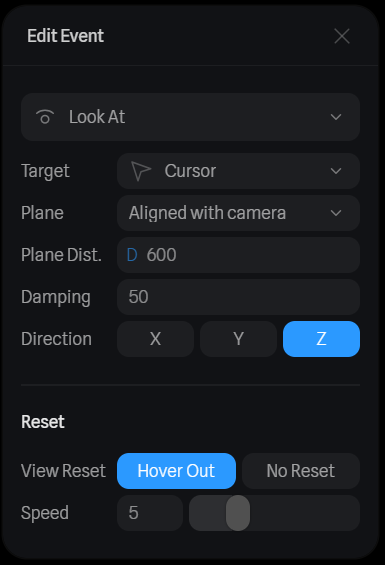 Edit Event
Look At
Target Cursor
Plane Aligned with camera
Plane Dist. D 600
Damping 50
Direction X Y Z
Reset
View Reset Hover Out No Reset
Speed 5